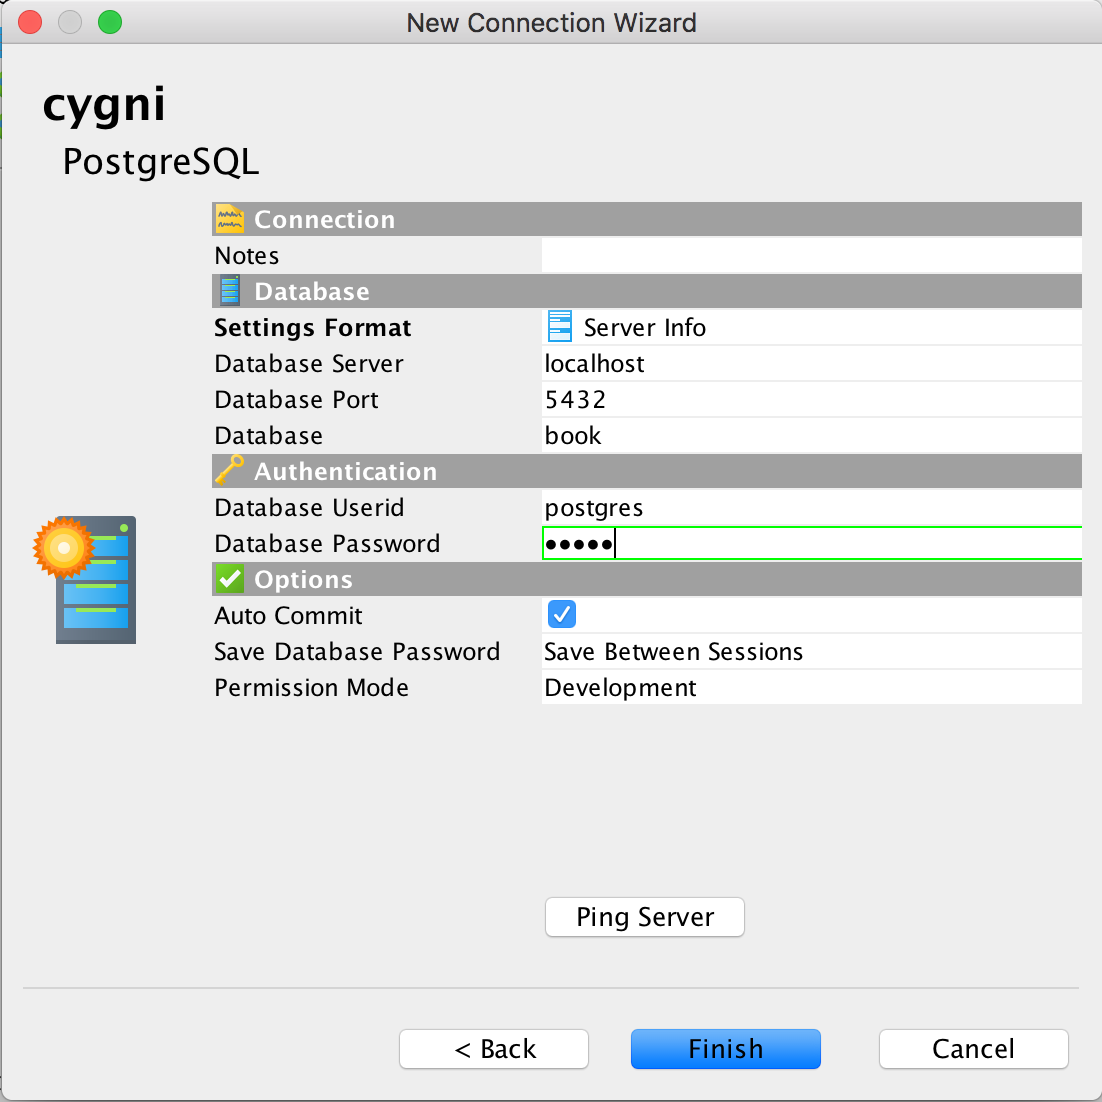 New Connection Wizard
cygni
PostgreSQL
Connection
Notes
Database
Settings Format Server Info
Database Server localhost
Database Port 5432
Database book
Authentication
Database Userid postgres
Database Password •••••
Options
Auto Commit
Save Database Password Save Between Sessions
Permission Mode Development
Ping Server
< Back Finish Cancel